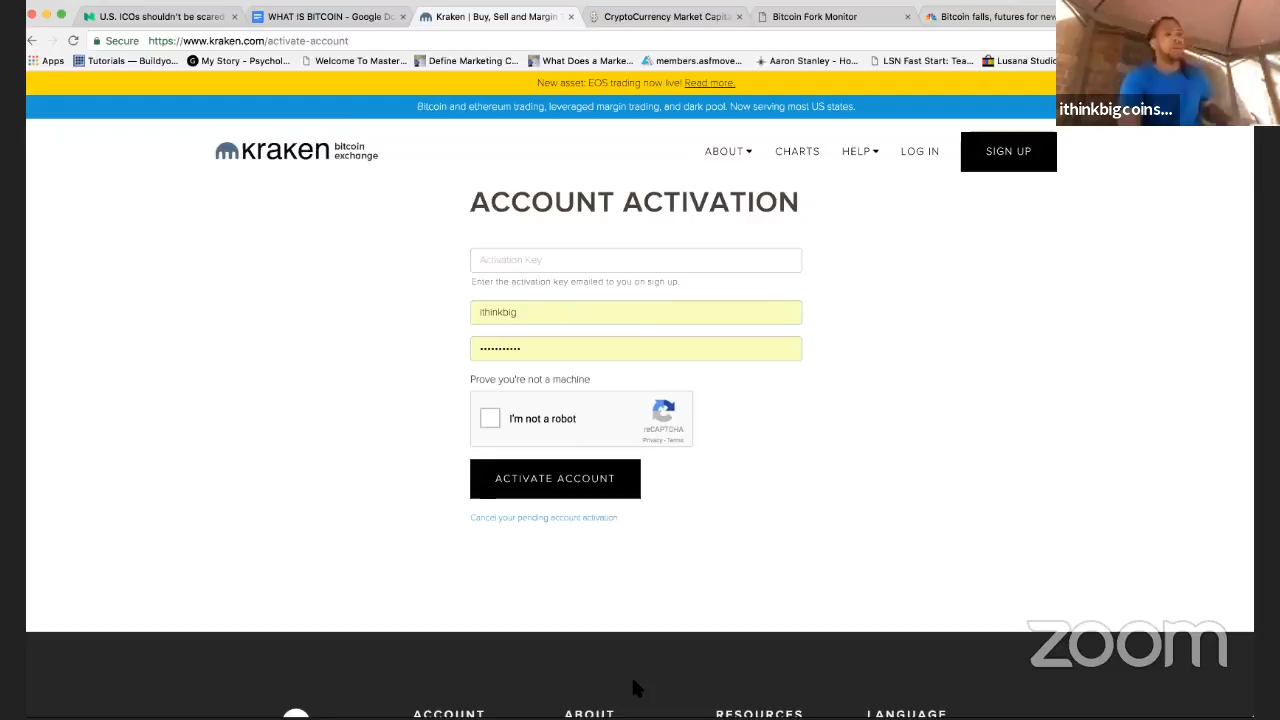 U.S. ICOs shouldn't be scared
WHAT IS BITCOIN - Google Do
Kraken | Buy, Sell and Margin T
CryptoCurrency Market Capita
Bitcoin Fork Monitor
Bitcoin falls, futures for new
Secure https://www.kraken.com/activate-account
Apps
Tutorials — Buildyo...
My Story - Psychol...
Welcome To Master...
Define Marketing C...
What Does a Marke...
members.asfmove...
Aaron Stanley - Ho...
LSN Fast Start: Tea...
Lusana Studio
ithinkbigcoins...
New asset: EOS trading now live! Read more.
Bitcoin and ethereum trading, leveraged margin trading, and dark pool. Now serving most US states.
kraken bitcoin exchange
ABOUT
CHARTS
HELP
LOG IN
SIGN UP
ACCOUNT ACTIVATION
Activation Key
Enter the activation key emailed to you on sign up.
ithinkbig
Prove you're not a machine
I'm not a robot
reCAPTCHA
Privacy - Terms
ACTIVATE ACCOUNT
Cancel your pending account activation
zoom
ACCOUNT
ABOUT
RESOURCES
LANGUAGE